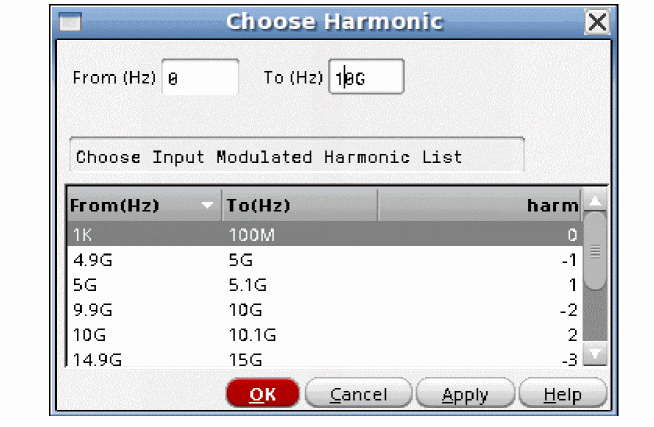 Choose Harmonic
From (Hz) 0 To (Hz) 10G
Choose Input Modulated Harmonic List
From(Hz) To(Hz) harm
1K 100M 0
4.9G 5G -1
5G 5.1G 1
9.9G 10G -2
10G 10.1G 2
14.9G 15G -3
OK Cancel Apply Help